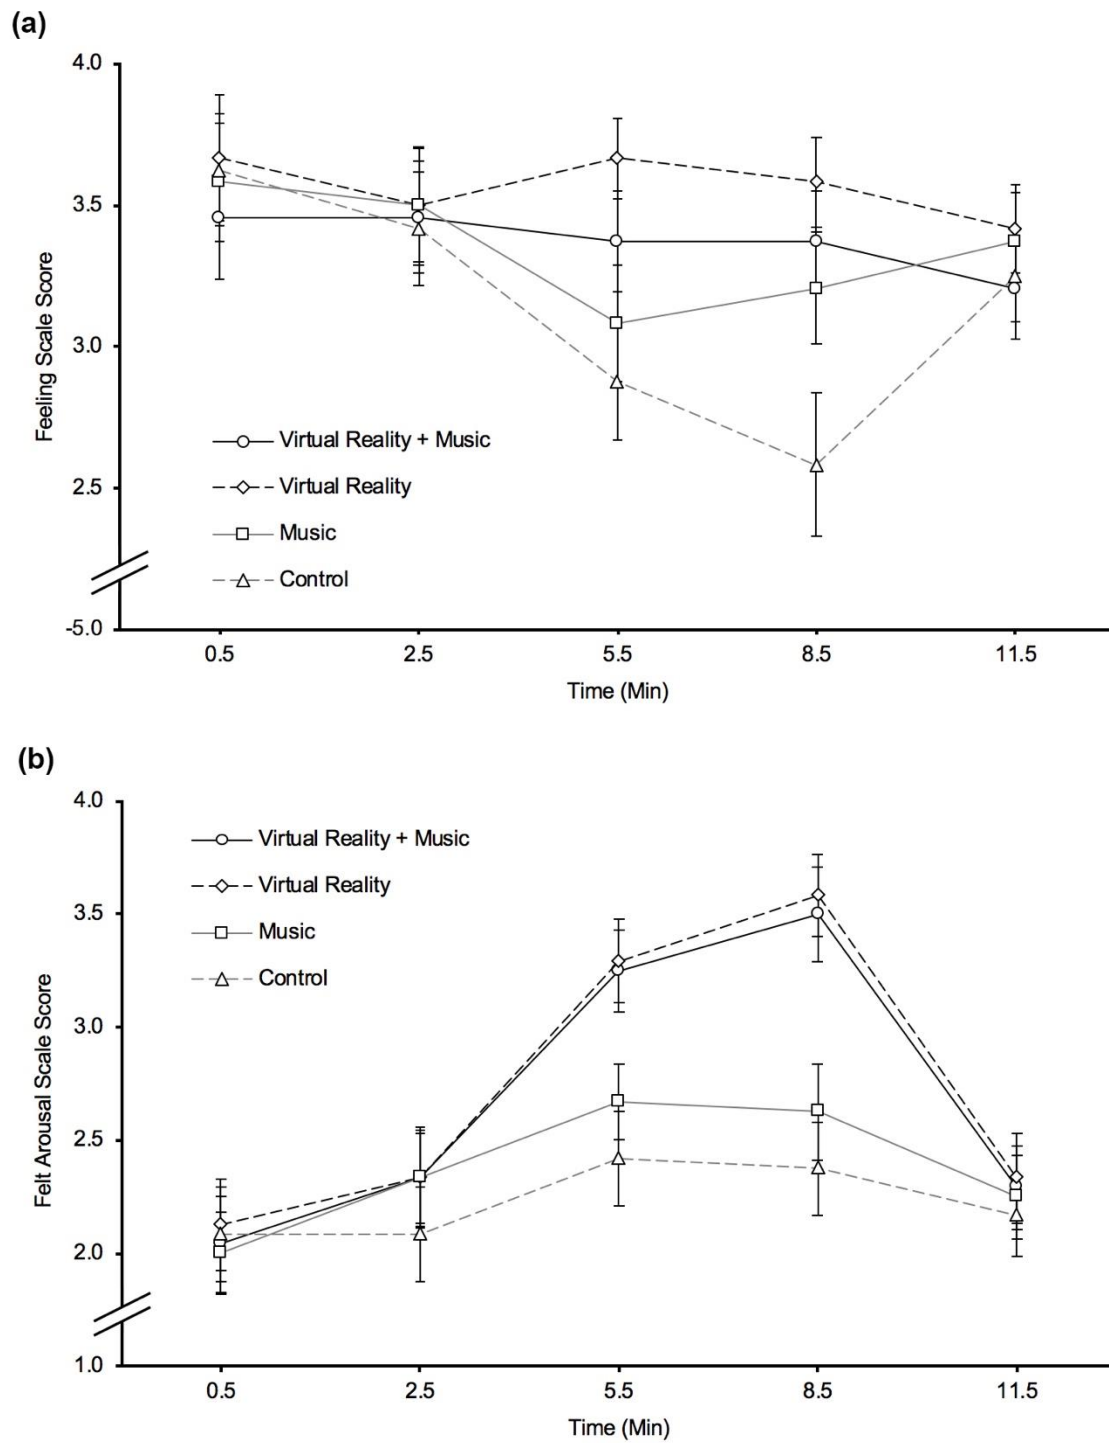 (a)
4.0
3.5
3.0
2.5
-5.0
Feeling Scale Score
Virtual Reality + Music
Virtual Reality
Music
Control
0.5 2.5 5.5 8.5 11.5
Time (Min)
(b)
4.0
3.5
3.0
2.5
2.0
1.0
Felt Arousal Scale Score
Virtual Reality + Music
Virtual Reality
Music
Control
0.5 2.5 5.5 8.5 11.5
Time (Min)